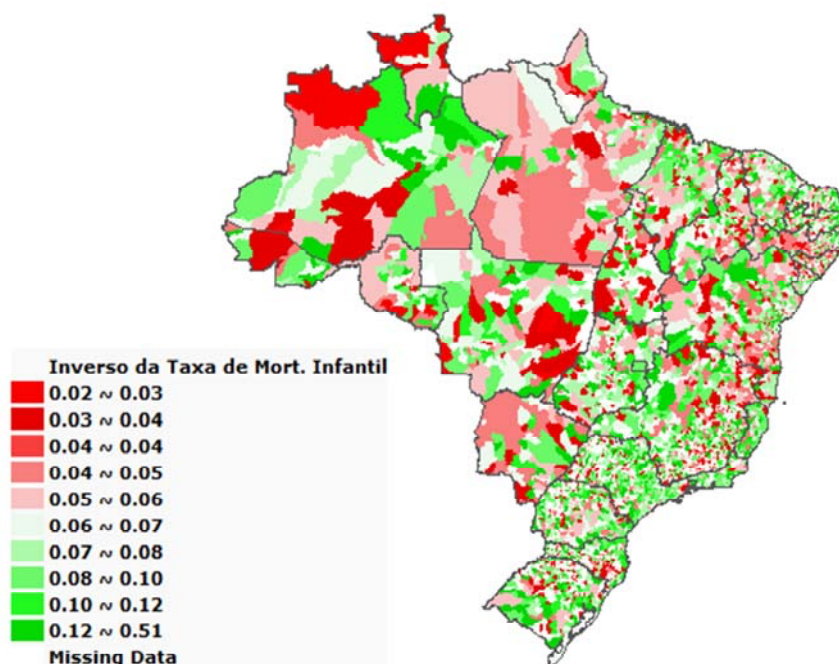 Inverso da Taxa de Mort. Infantil
0.02 ~ 0.03
0.03 ~ 0.04
0.04 ~ 0.04
0.04 ~ 0.05
0.05 ~ 0.06
0.06 ~ 0.07
0.07 ~ 0.08
0.08 ~ 0.10
0.10 ~ 0.12
0.12 ~ 0.51
Missing Data